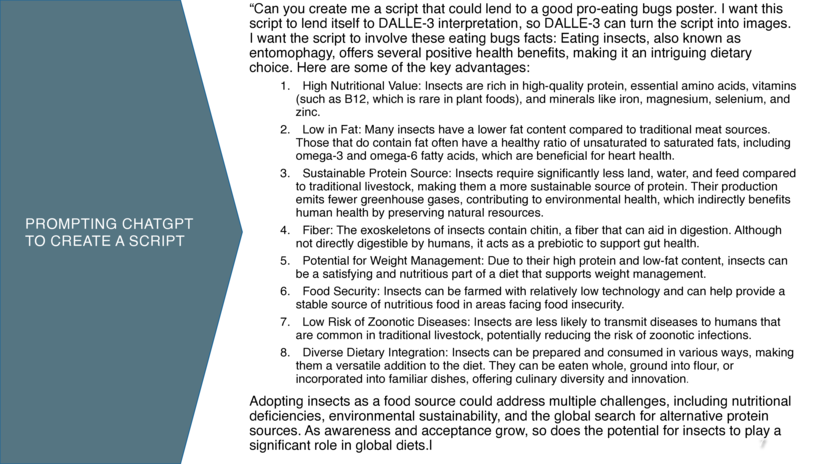 PROMPTING CHATGPT
TO CREATE A SCRIPT
“Can you create me a script that could lend to a good pro-eating bugs poster. I want this
script to lend itself to DALLE-3 interpretation, so DALLE-3 can turn the script into images.
I want the script to involve these eating bugs facts: Eating insects, also known as
entomophagy, offers several positive health benefits, making it an intriguing dietary
choice. Here are some of the key advantages:
1. High Nutritional Value: Insects are rich in high-quality protein, essential amino acids, vitamins
(such as B12, which is rare in plant foods), and minerals like iron, magnesium, selenium, and
zinc.
2. Low in Fat: Many insects have a lower fat content compared to traditional meat sources.
Those that do contain fat often have a healthy ratio of unsaturated to saturated fats, including
omega-3 and omega-6 fatty acids, which are beneficial for heart health.
3. Sustainable Protein Source: Insects require significantly less land, water, and feed compared
to traditional livestock, making them a more sustainable source of protein. Their production
emits fewer greenhouse gases, contributing to environmental health, which indirectly benefits
human health by preserving natural resources.
4. Fiber: The exoskeletons of insects contain chitin, a fiber that can aid in digestion. Although
not directly digestible by humans, it acts as a prebiotic to support gut health.
5. Potential for Weight Management: Due to their high protein and low-fat content, insects can
be a satisfying and nutritious part of a diet that supports weight management.
6. Food Security: Insects can be farmed with relatively low technology and can help provide a
stable source of nutritious food in areas facing food insecurity.
7. Low Risk of Zoonotic Diseases: Insects are less likely to transmit diseases to humans that
are common in traditional livestock, potentially reducing the risk of zoonotic infections.
8. Diverse Dietary Integration: Insects can be prepared and consumed in various ways, making
them a versatile addition to the diet. They can be eaten whole, ground into flour, or
incorporated into familiar dishes, offering culinary diversity and innovation.
Adopting insects as a food source could address multiple challenges, including nutritional
deficiencies, environmental sustainability, and the global search for alternative protein
sources. As awareness and acceptance grow, so does the potential for insects to play a
significant role in global diets.l
7